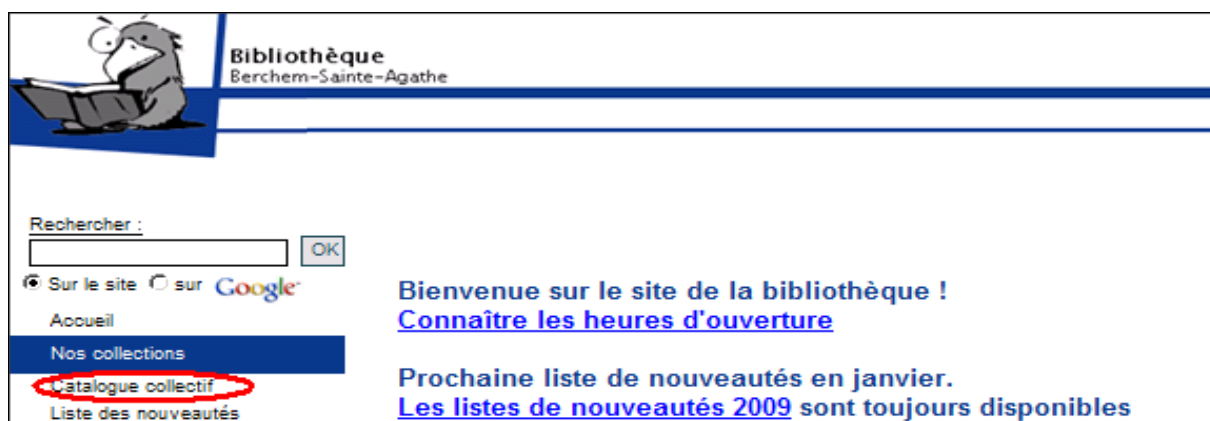 Bibliothèque
Berchem-Sainte-Agathe
Rechercher :
OK
Sur le site sur Google
Accueil
Nos collections
Catalogue collectif
Liste des nouveautés
Bienvenue sur le site de la bibliothèque !
Connaître les heures d'ouverture
Prochaine liste de nouveautés en janvier.
Les listes de nouveautés 2009 sont toujours disponibles